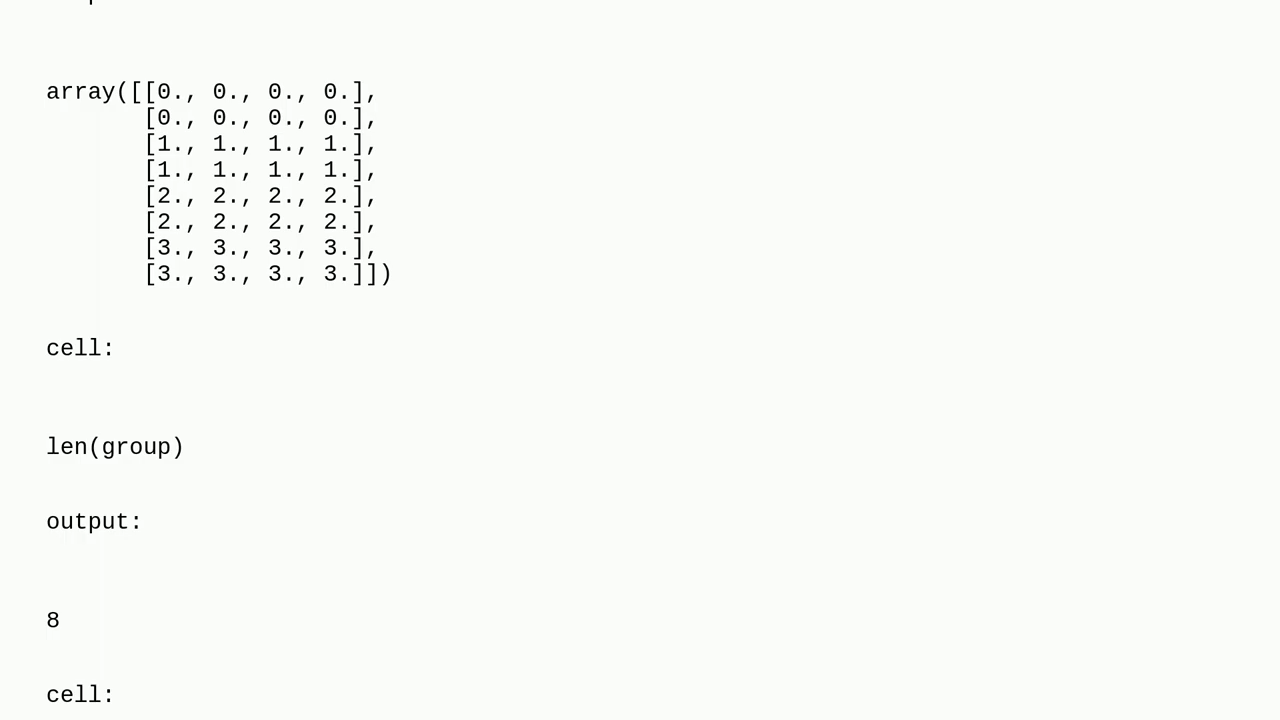 array([[0., 0., 0., 0.],
       [0., 0., 0., 0.],
       [1., 1., 1., 1.],
       [1., 1., 1., 1.],
       [2., 2., 2., 2.],
       [2., 2., 2., 2.],
       [3., 3., 3., 3.],
       [3., 3., 3., 3.]])
cell:
len(group)
output:
8
cell: